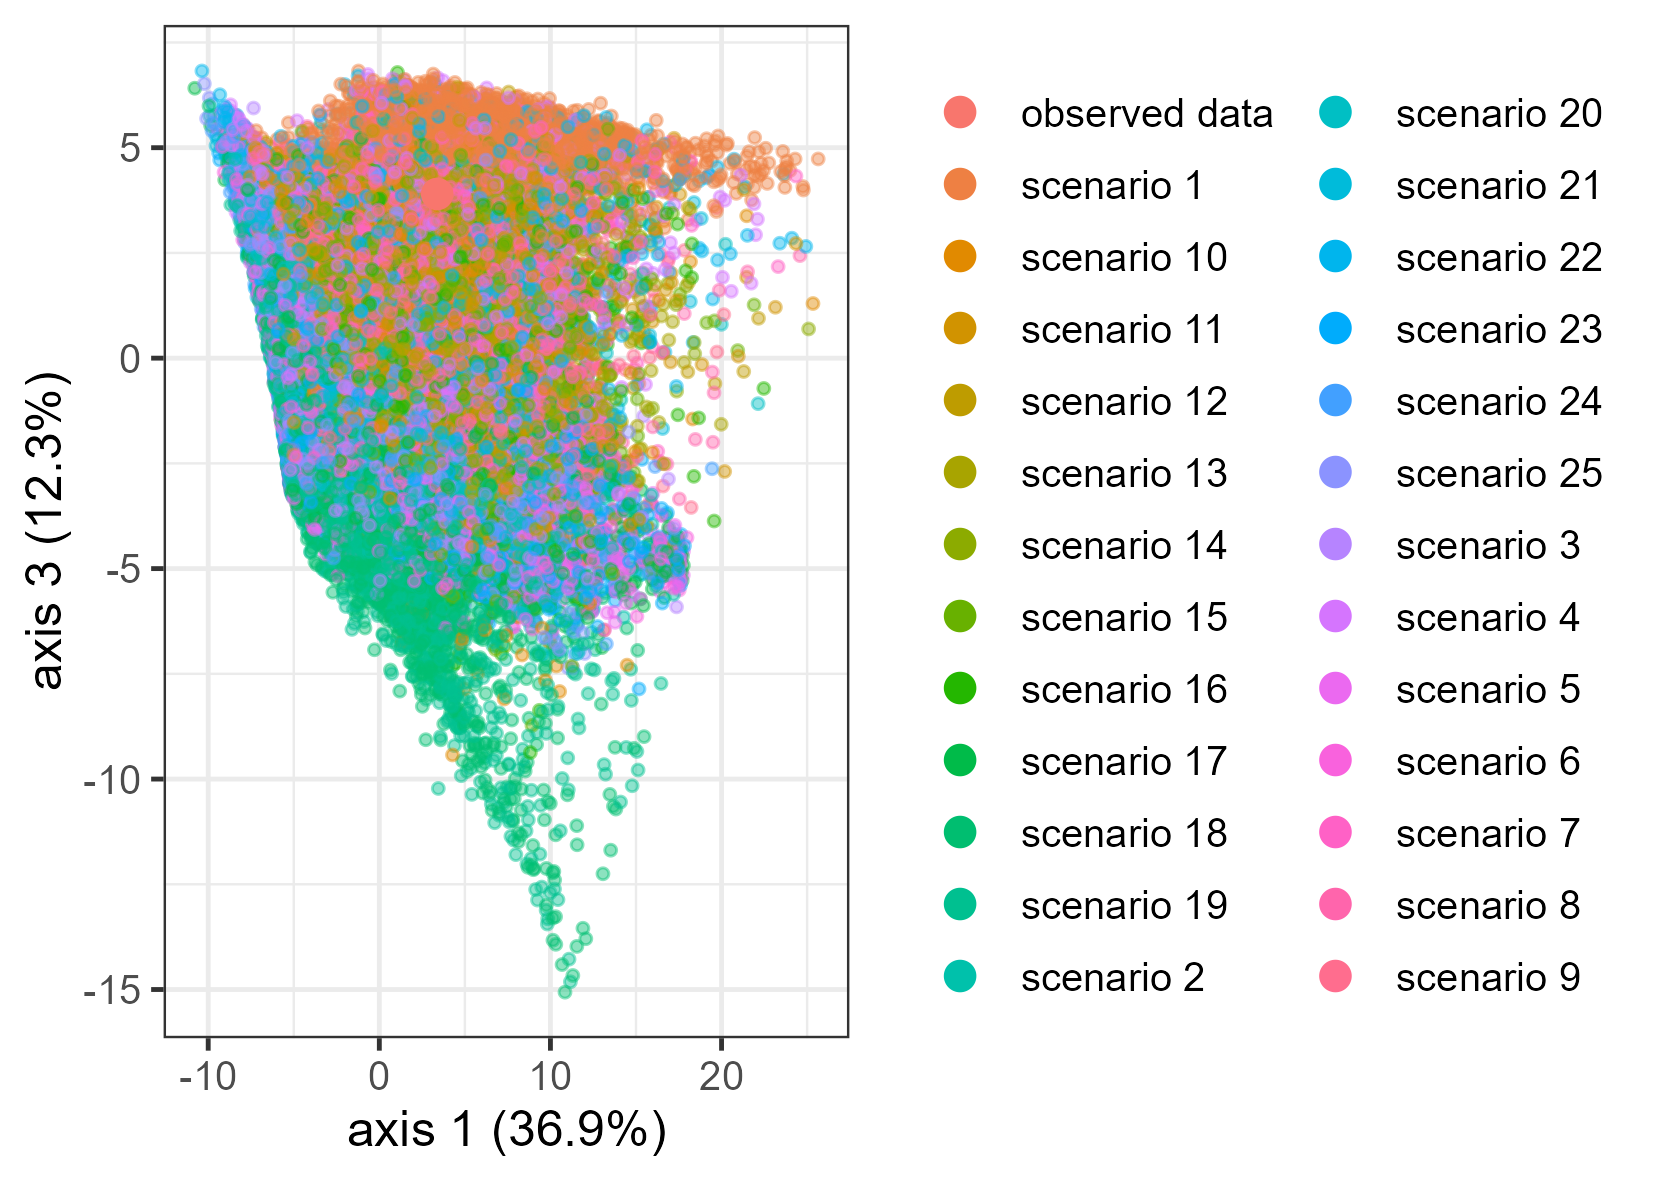 5
0
-5
-10
-15
-10
0
10
20
axis 3 (12.3%)
axis 1 (36.9%)
observed data
scenario 1
scenario 10
scenario 11
scenario 12
scenario 13
scenario 14
scenario 15
scenario 16
scenario 17
scenario 18
scenario 19
scenario 2
scenario 20
scenario 21
scenario 22
scenario 23
scenario 24
scenario 25
scenario 3
scenario 4
scenario 5
scenario 6
scenario 7
scenario 8
scenario 9